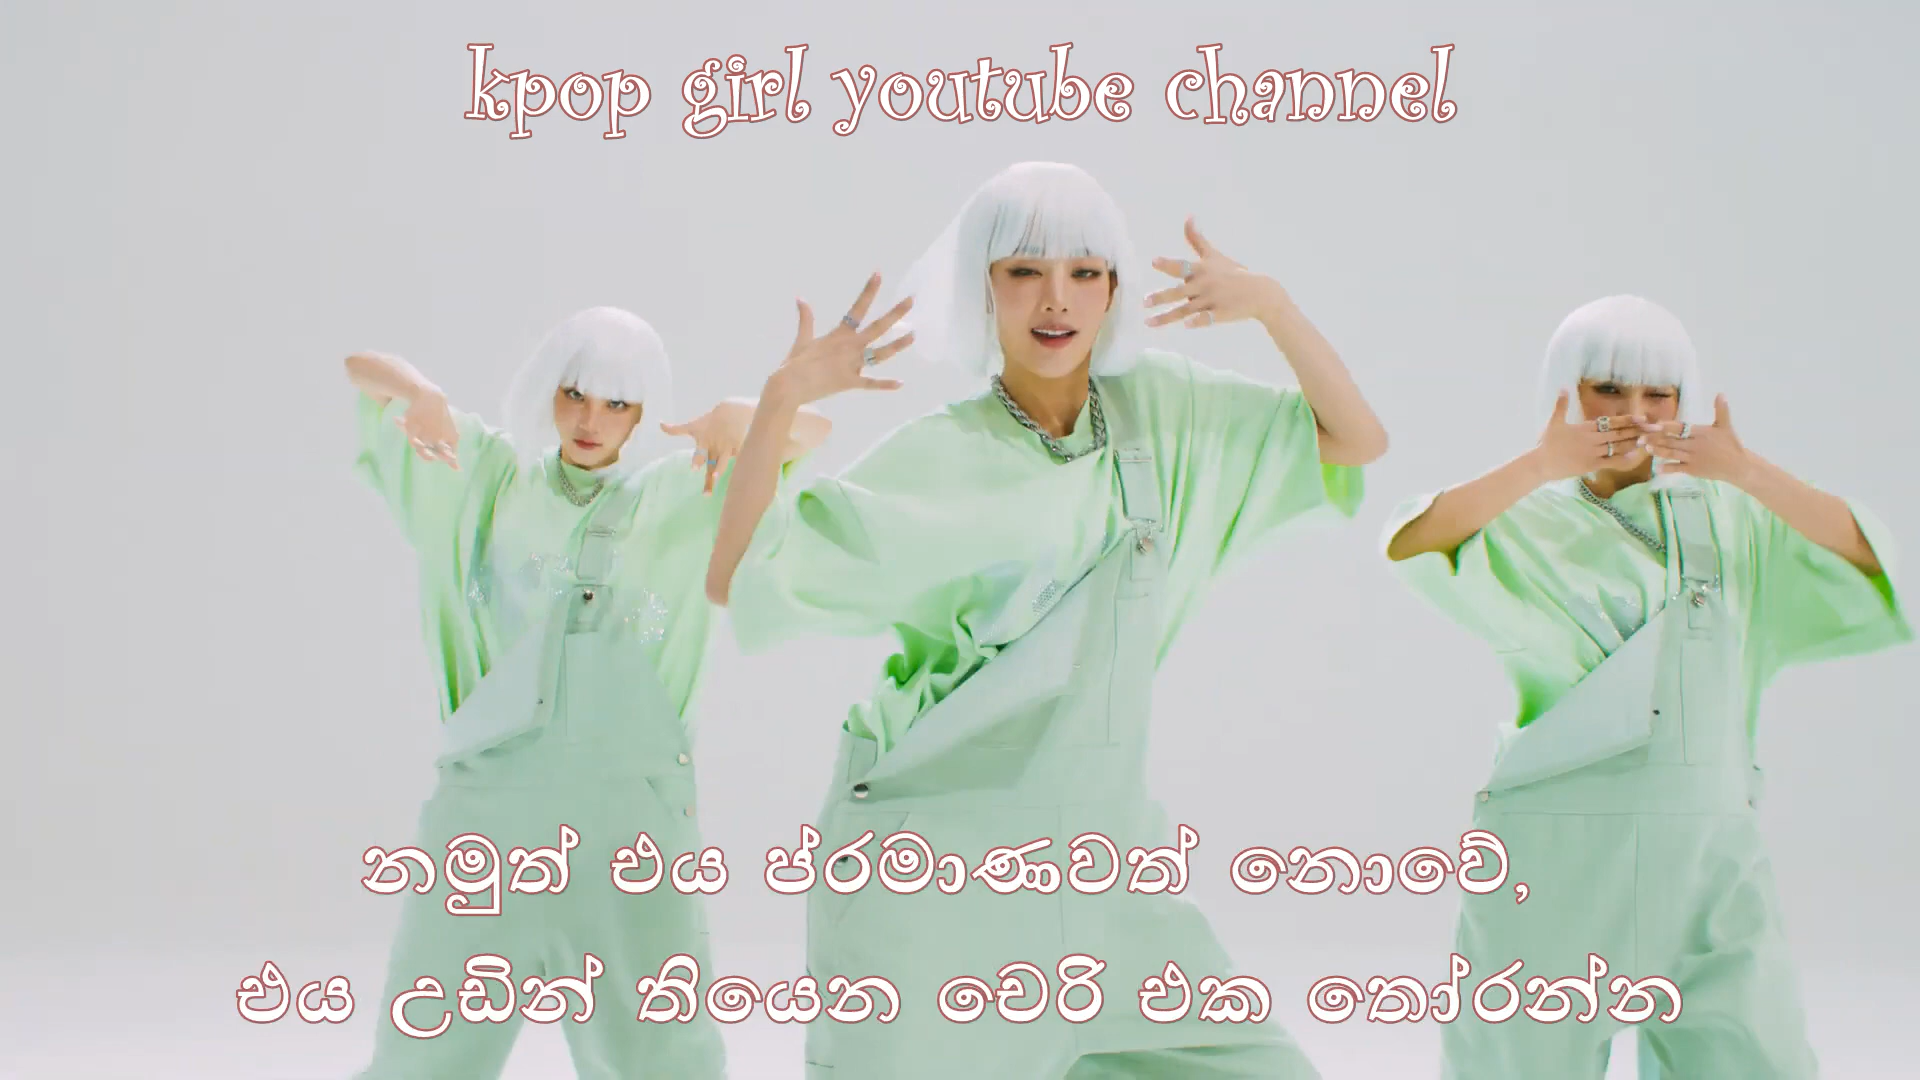 kpop girl youtube channel
නමුත් එය ප්රමාණවත් නොවේ,
එය උඩින් තියෙන චෙරි එක තෝරන්න